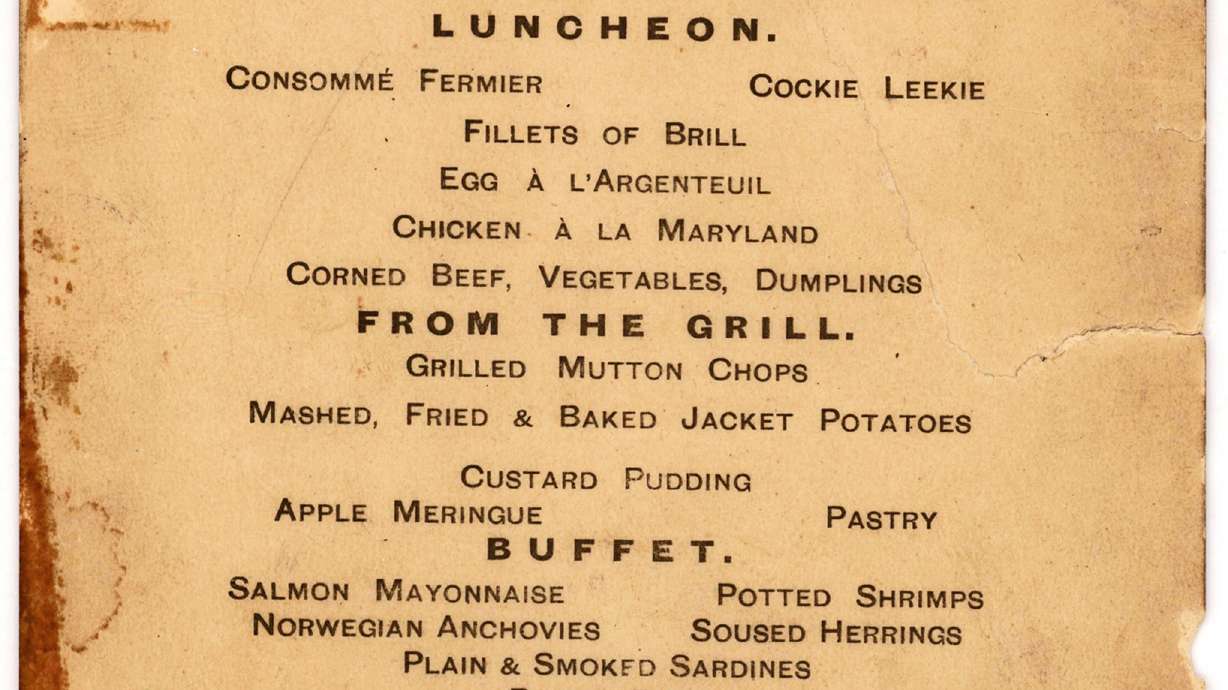 LUNCHEON.
CONSOMMÉ FERMIER COCKIE LEEKIE
FILLETS OF BRILL
EGG À L'ARGENTEUIL
CHICKEN À LA MARYLAND
CORNED BEEF, VEGETABLES, DUMPLINGS
FROM THE GRILL.
GRILLED MUTTON CHOPS
MASHED, FRIED & BAKED JACKET POTATOES
CUSTARD PUDDING
APPLE MERINGUE PASTRY
BUFFET.
SALMON MAYONNAISE POTTED SHRIMPS
NORWEGIAN ANCHOVIES SOUSED HERRINGS
PLAIN & SMOKED SARDINES